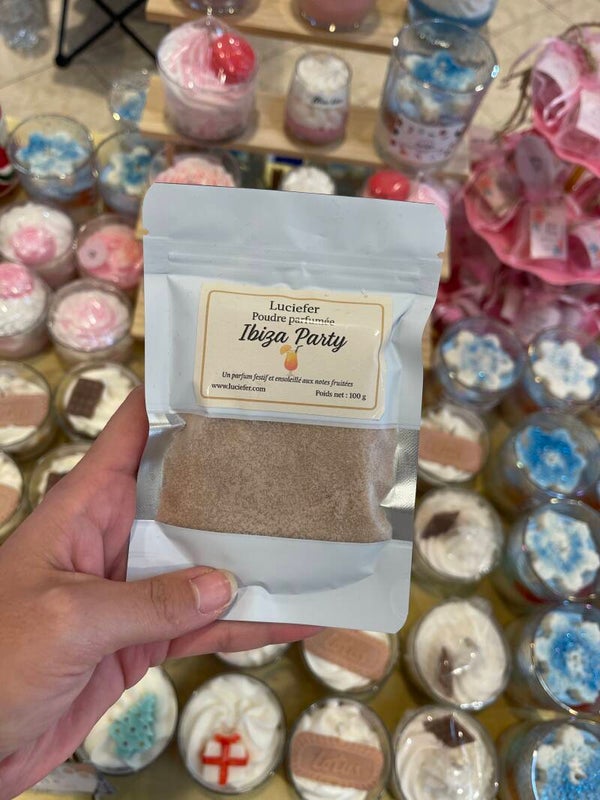 Luciefer
Poudre parfumée
Ibiza Party
Un parfum festif et ensoleillé aux notes fruitées
www.luciefer.com
Poids net : 100 g